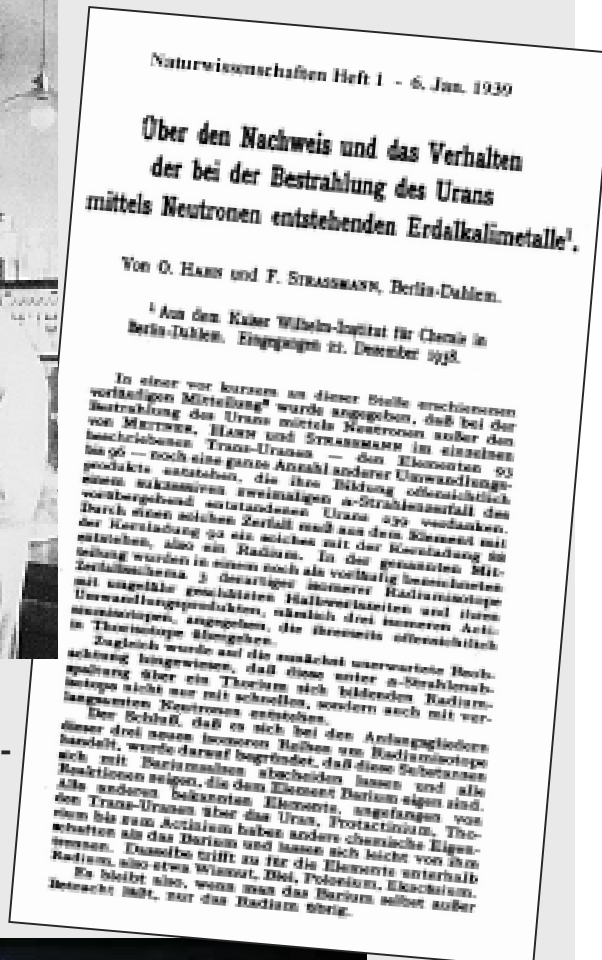 Naturwissenschaften Heft 1 - 6. Jan. 1939
Über den Nachweis und das Verhalten
der bei der Bestrahlung des Urans
mittels Neutronen entstehenden Erdalkalimetalle¹.
Von O. HAHN und F. STRASSMANN, Berlin-Dahlem.
¹ Aus dem Kaiser Wilhelm-Institut für Chemie in
Berlin-Dahlem. Eingegangen 22. Dezember 1938.
In einer vor kurzem an dieser Stelle erschienenen
vorläufigen Mitteilung² wurde angegeben, daß bei der
Bestrahlung des Urans mittels Neutronen außer den
von MEITNER, HAHN und STRASSMANN im einzelnen
beschriebenen Trans-Uranen — den Elementen 93
bis 96 — noch eine ganze Anzahl anderer Umwandlungs-
produkte entstehen, die ihre Bildung offensichtlich
einem sukzessiven zweimaligen α-Strahlenzerfall des
vorübergehend entstandenen Urans 239 verdanken.
Durch einen solchen Zerfall muß aus dem Element mit
der Kernladung 92 ein solches mit der Kernladung 88
entstehen, also ein Radium. In der genannten Mit-
teilung wurden in einem noch als vorläufig bezeichneten
Zerfallsschema 3 derartiger isomerer Radiumisotope
mit ungefähr geschätzten Halbwertszeiten und ihren
Umwandlungsprodukten, nämlich drei isomeren Acti-
niumisotopen, angegeben, die ihrerseits offensichtlich
in Thorisotope übergehen.
Zugleich wurde auf die zunächst unerwartete Beob-
achtung hingewiesen, daß diese unter α-Strahlenab-
spaltung über ein Thorium sich bildenden Radium-
isotope nicht nur mit schnellen, sondern auch mit ver-
langsamten Neutronen entstehen.
Der Schluß, daß es sich bei den Anfangsgliedern
dieser drei neuen isomeren Reihen um Radiumisotope
handelt, wurde darauf begründet, daß diese Substanzen
sich mit Bariumsalzen abscheiden lassen und alle
Reaktionen zeigen, die dem Element Barium eigen sind.
Alle anderen bekannten Elemente, angefangen von
den Trans-Uranen über das Uran, Protactinium, Tho-
rium bis zum Actinium haben andere chemische Eigen-
schaften als das Barium und lassen sich leicht von ihm
trennen. Dasselbe trifft zu für die Elemente unterhalb
Radium, also etwa Wismut, Blei, Polonium, Ekacäsium.
Es bleibt also, wenn man das Barium selbst außer
Betracht läßt, nur das Radium übrig.
-